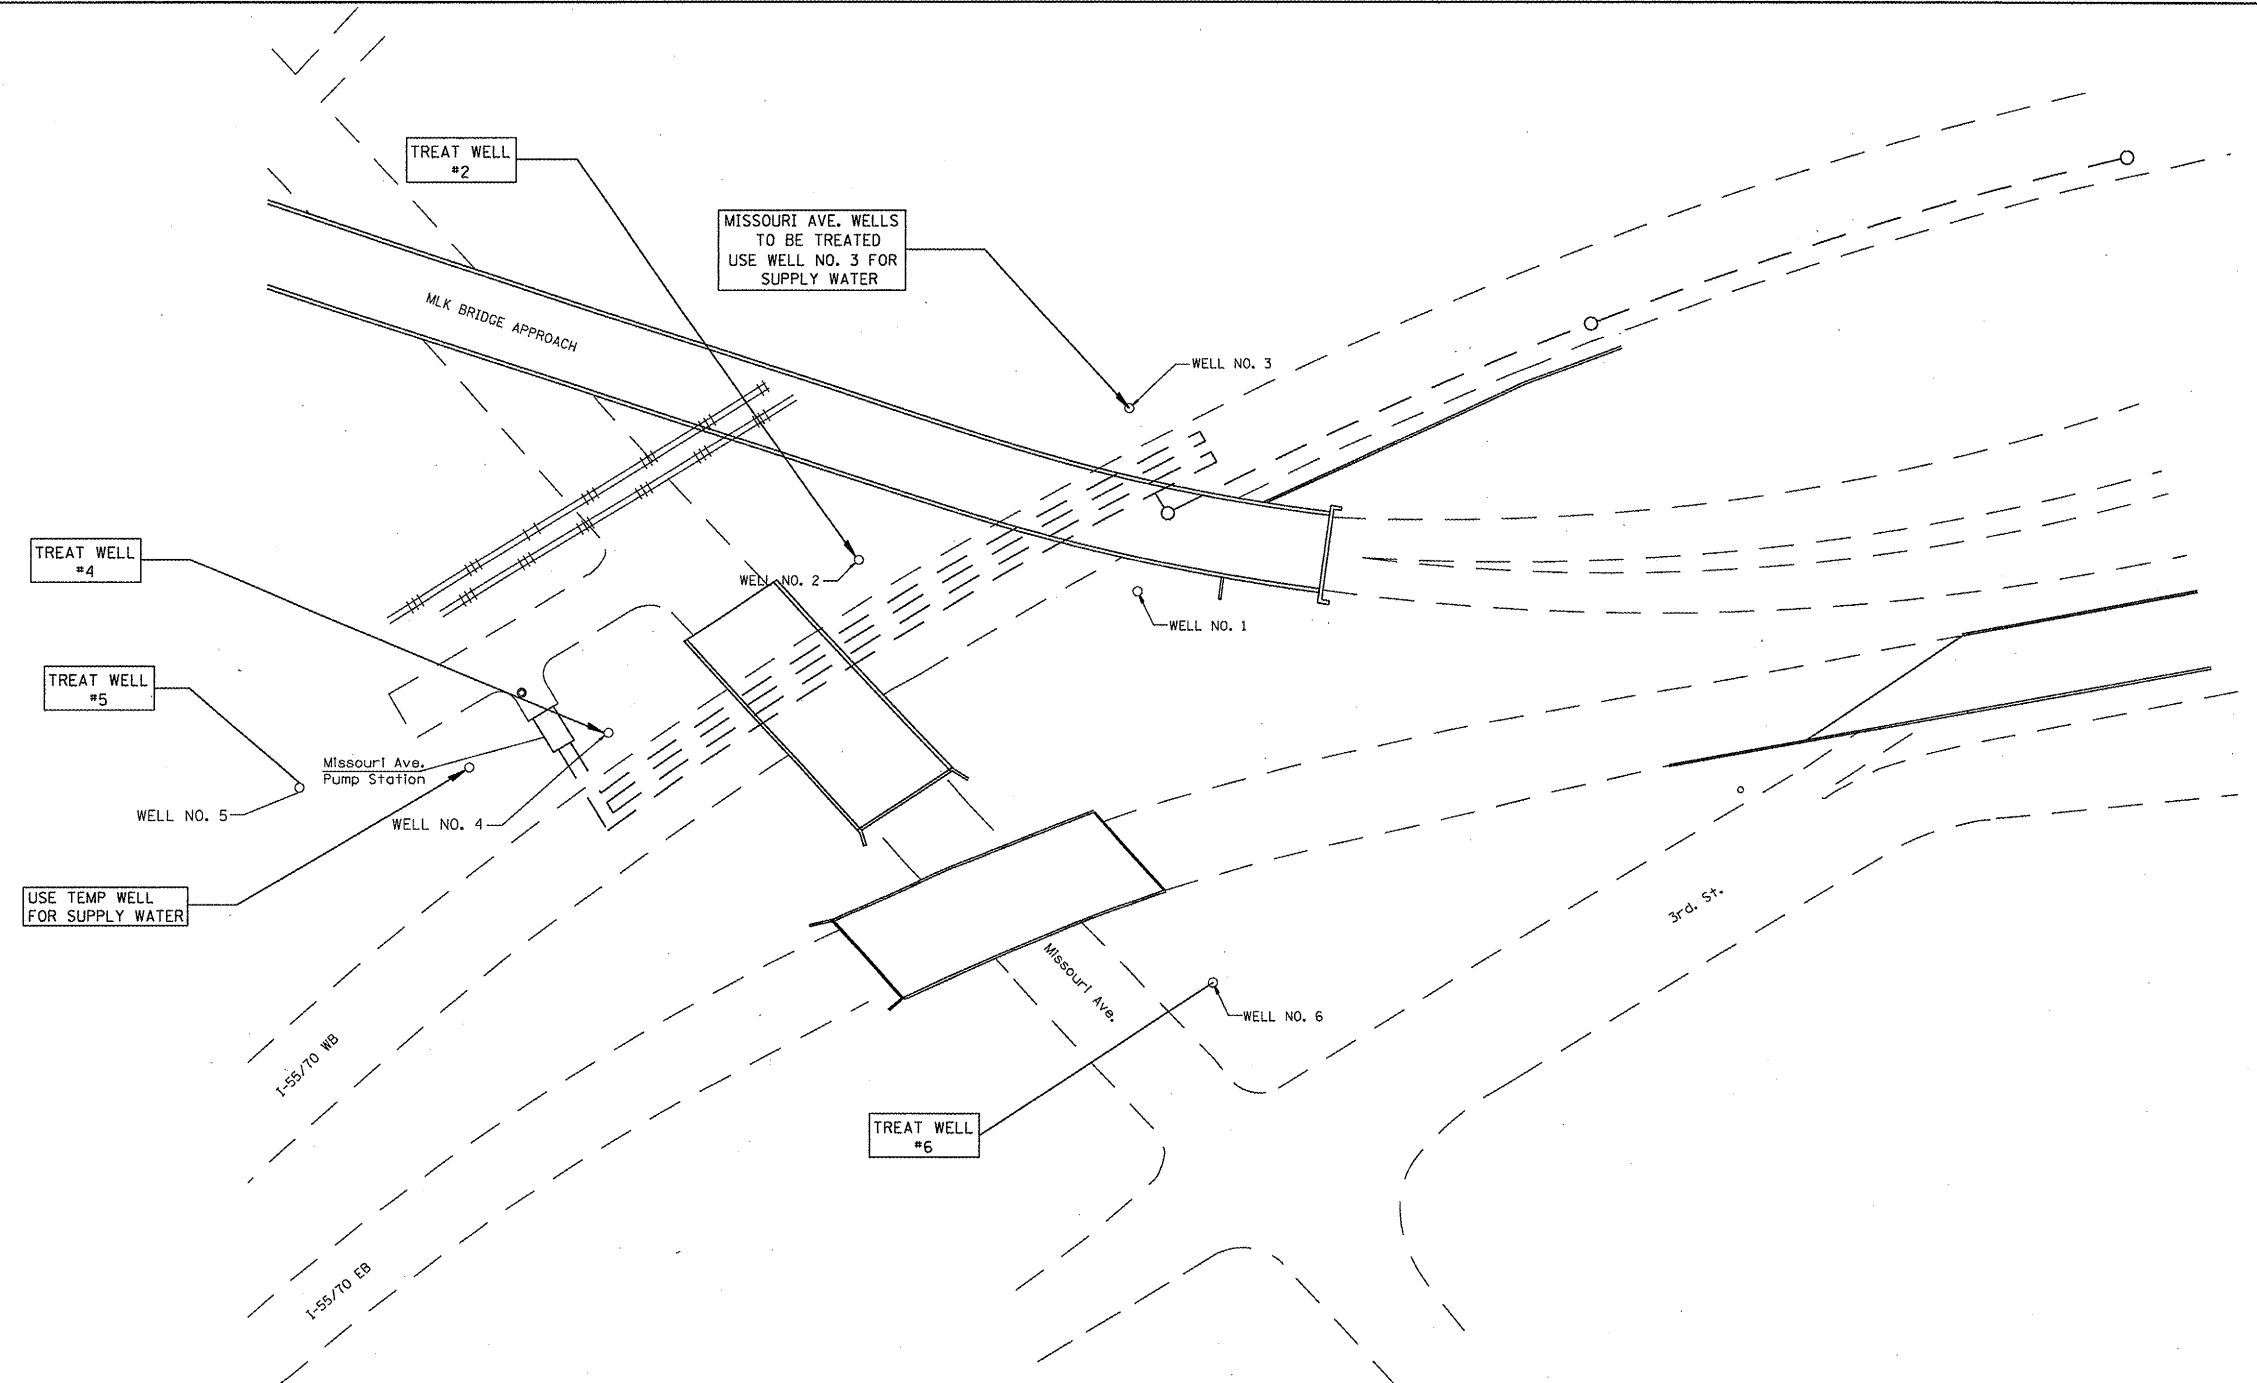 TREAT WELL
#2
MISSOURI AVE. WELLS
TO BE TREATED
USE WELL NO. 3 FOR
SUPPLY WATER
MLK BRIDGE APPROACH
WELL NO. 3
TREAT WELL
#4
WELL NO. 2
WELL NO. 1
TREAT WELL
#5
Missouri Ave.
Pump Station
WELL NO. 5
WELL NO. 4
USE TEMP WELL
FOR SUPPLY WATER
3rd. St.
Missouri Ave.
WELL NO. 6
I-55/70 WB
TREAT WELL
#6
I-55/70 EB